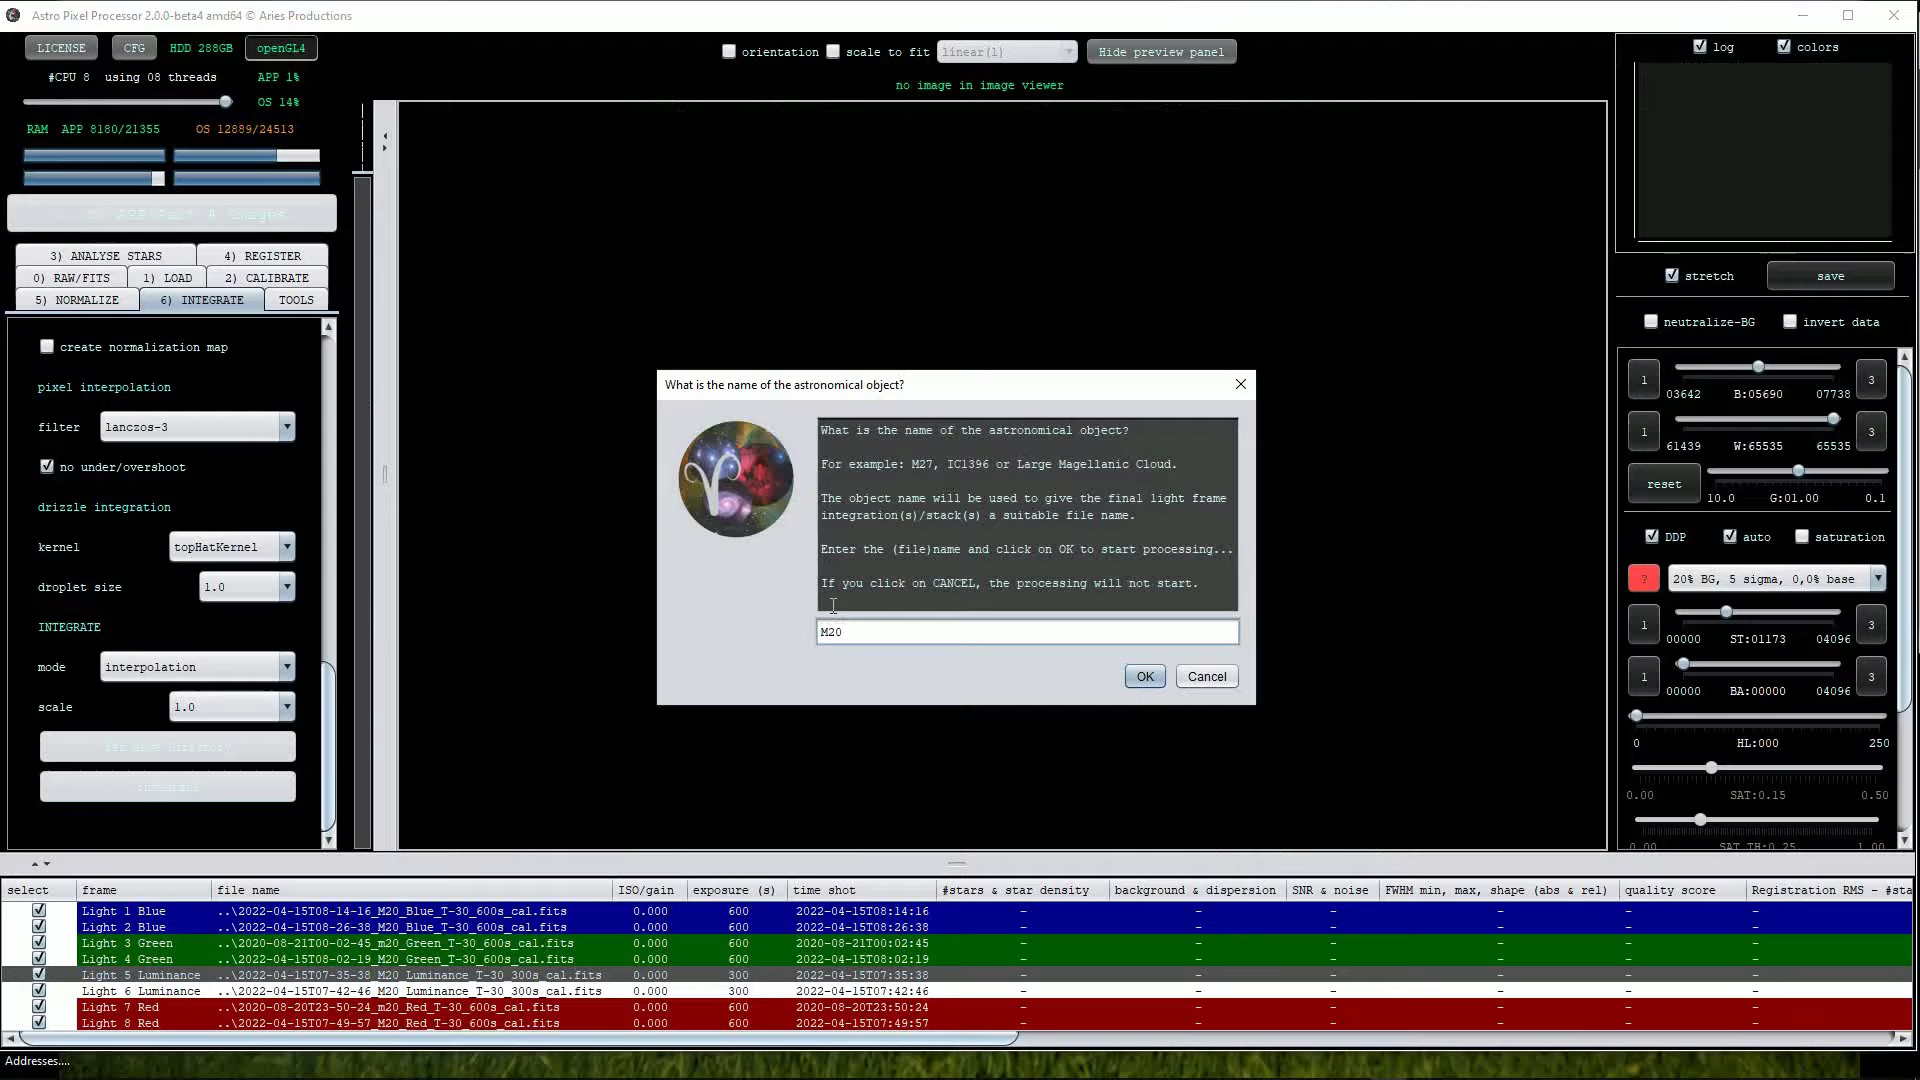 Astro Pixel Processor 2.0.0-beta4 amd64 © Aries Productions
LICENSE CFG HDD 288GB openGL4
#CPU 8 using 08 threads APP 1%
OS 14%
RAM APP 8180/21355 OS 12889/24513
3) ANALYSE STARS 4) REGISTER
0) RAW/FITS 1) LOAD 2) CALIBRATE
5) NORMALIZE 6) INTEGRATE TOOLS
create normalization map
pixel interpolation
filter lanczos-3
no under/overshoot
drizzle integration
kernel topHatKernel
droplet size 1.0
INTEGRATE
mode interpolation
scale 1.0
orientation scale to fit linear(l) Hide preview panel
no image in image viewer
What is the name of the astronomical object?
What is the name of the astronomical object?
For example: M27, IC1396 or Large Magellanic Cloud.
The object name will be used to give the final light frame
integration(s)/stack(s) a suitable file name.
Enter the (file)name and click on OK to start processing...
If you click on CANCEL, the processing will not start.
M20
OK Cancel
log colors
stretch save
neutralize-BG invert data
1 3
03642 B:05690 07738
1 3
61439 W:65535 65535
reset
10.0 G:01.00 0.1
DDP auto saturation
? 20% BG, 5 sigma, 0,0% base
1 3
00000 ST:01173 04096
1 3
00000 BA:00000 04096
0 HL:000 250
0.00 SAT:0.15 0.50
0.00 SAT TH:0.25 1.00
select frame file name ISO/gain exposure (s) time shot #stars & star density background & dispersion SNR & noise FWHM min, max, shape (abs & rel) quality score Registration RMS - #sta
Light 1 Blue ..\2022-04-15T08-14-16_M20_Blue_T-30_600s_cal.fits 0.000 600 2022-04-15T08:14:16 - - - - - -
Light 2 Blue ..\2022-04-15T08-26-38_M20_Blue_T-30_600s_cal.fits 0.000 600 2022-04-15T08:26:38 - - - - - -
Light 3 Green ..\2020-08-21T00-02-45_m20_Green_T-30_600s_cal.fits 0.000 600 2020-08-21T00:02:45 - - - - - -
Light 4 Green ..\2022-04-15T08-02-19_M20_Green_T-30_600s_cal.fits 0.000 600 2022-04-15T08:02:19 - - - - - -
Light 5 Luminance ..\2022-04-15T07-35-38_M20_Luminance_T-30_300s_cal.fits 0.000 300 2022-04-15T07:35:38 - - - - - -
Light 6 Luminance ..\2022-04-15T07-42-46_M20_Luminance_T-30_300s_cal.fits 0.000 300 2022-04-15T07:42:46 - - - - - -
Light 7 Red ..\2020-08-20T23-50-24_m20_Red_T-30_600s_cal.fits 0.000 600 2020-08-20T23:50:24 - - - - - -
Light 8 Red ..\2022-04-15T07-49-57_M20_Red_T-30_600s_cal.fits 0.000 600 2022-04-15T07:49:57 - - - - - -
Addresses....